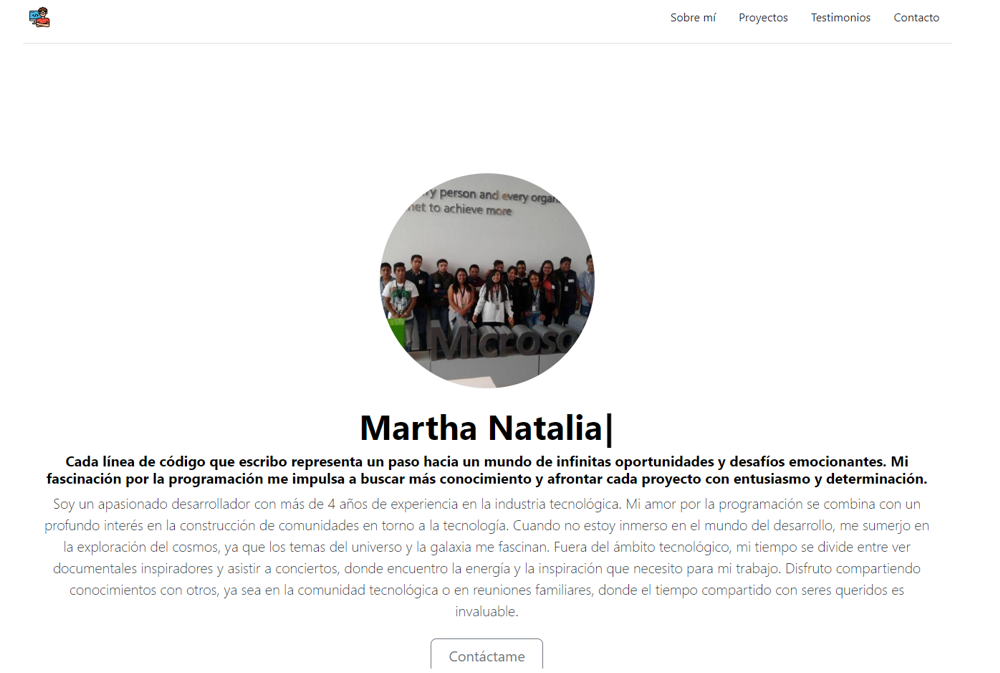 Sobre mí Proyectos Testimonios Contacto
person and every organ
net to achieve more
Microso
Martha Natalia|
Cada línea de código que escribo representa un paso hacia un mundo de infinitas oportunidades y desafíos emocionantes. Mi
fascinación por la programación me impulsa a buscar más conocimiento y afrontar cada proyecto con entusiasmo y determinación.
Soy un apasionado desarrollador con más de 4 años de experiencia en la industria tecnológica. Mi amor por la programación se combina con un
profundo interés en la construcción de comunidades en torno a la tecnología. Cuando no estoy inmerso en el mundo del desarrollo, me sumerjo en
la exploración del cosmos, ya que los temas del universo y la galaxia me fascinan. Fuera del ámbito tecnológico, mi tiempo se divide entre ver
documentales inspiradores y asistir a conciertos, donde encuentro la energía y la inspiración que necesito para mi trabajo. Disfruto compartiendo
conocimientos con otros, ya sea en la comunidad tecnológica o en reuniones familiares, donde el tiempo compartido con seres queridos es
invaluable.
Contáctame